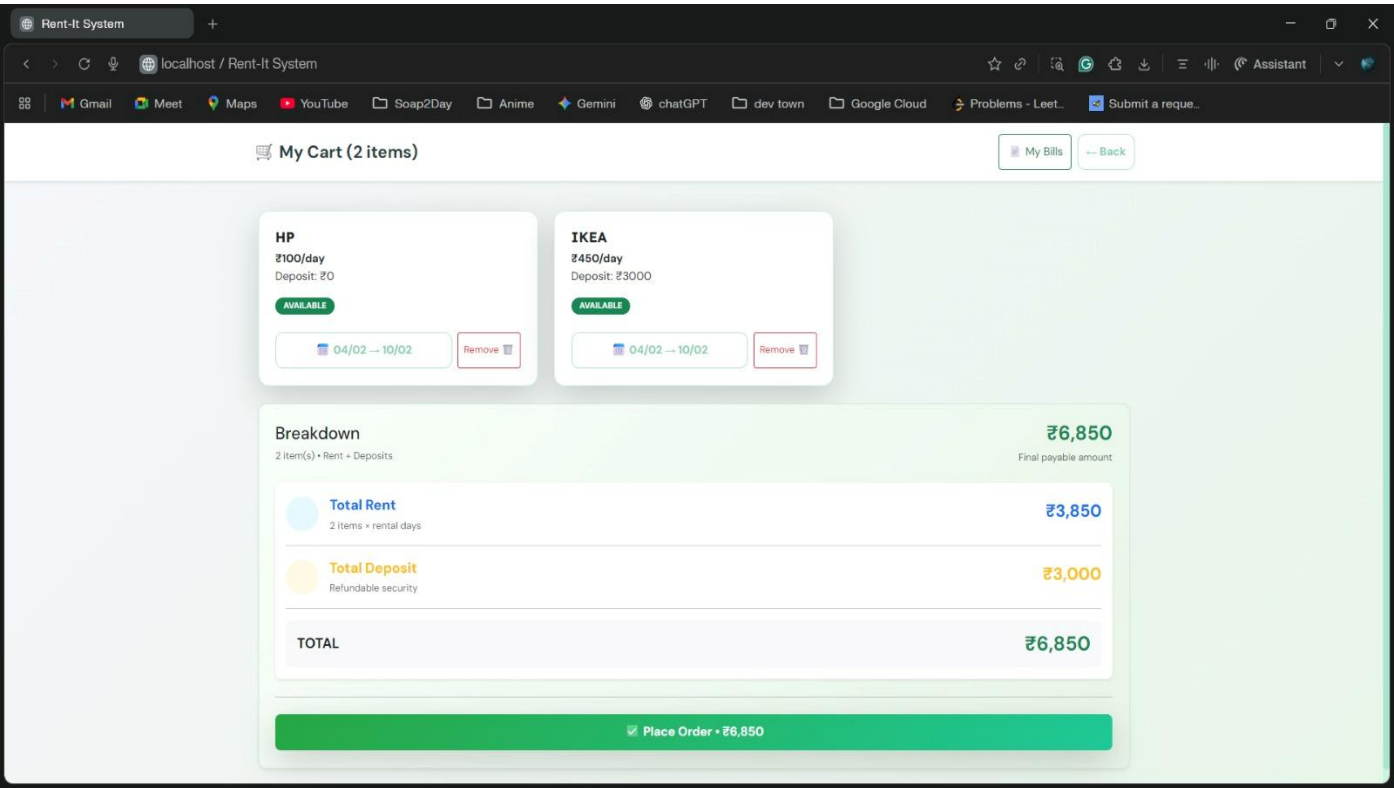 Rent-It System
localhost / Rent-It System
Assistant
Gmail Meet Maps YouTube Soap2Day Anime Gemini chatGPT dev town Google Cloud Problems - Leet... Submit a reque...
My Cart (2 items)
My Bills
←Back
HP
₹100/day
Deposit: ₹0
AVAILABLE
04/02 → 10/02
Remove
IKEA
₹450/day
Deposit: ₹3000
AVAILABLE
04/02 → 10/02
Remove
Breakdown
2 item(s) • Rent + Deposits
₹6,850
Final payable amount
Total Rent
2 items × rental days
₹3,850
Total Deposit
Refundable security
₹3,000
TOTAL
₹6,850
Place Order • ₹6,850